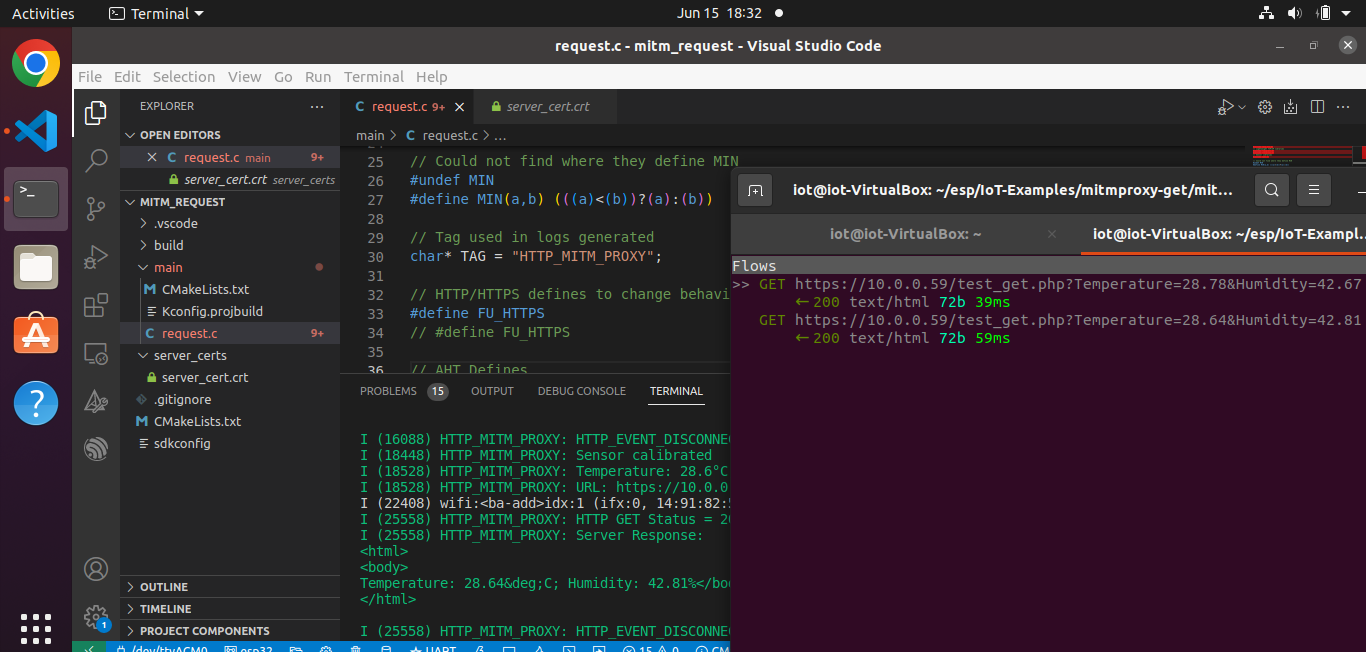 Activities
Terminal
Jun 15 18:32
request.c - mitm_request - Visual Studio Code
File Edit Selection View Go Run Terminal Help
EXPLORER
OPEN EDITORS
request.c main 9+
server_cert.crt server_certs
MITM_REQUEST
.vscode
build
main
CMakeLists.txt
Kconfig.projbuild
request.c 9+
server_certs
server_cert.crt
.gitignore
CMakeLists.txt
sdkconfig
OUTLINE
TIMELINE
PROJECT COMPONENTS
request.c 9+
server_cert.crt
main > request.c > ...
25 // Could not find where they define MIN
26 #undef MIN
27 #define MIN(a,b) (((a)<(b))?(a):(b))
28
29 // Tag used in logs generated
30 char* TAG = "HTTP_MITM_PROXY";
31
32 // HTTP/HTTPS defines to change behavi
33 #define FU_HTTPS
34 // #define FU_HTTPS
35
36 // AHT Defines
PROBLEMS 15 OUTPUT DEBUG CONSOLE TERMINAL
I (16088) HTTP_MITM_PROXY: HTTP_EVENT_DISCONNEC
I (18448) HTTP_MITM_PROXY: Sensor calibrated
I (18528) HTTP_MITM_PROXY: Temperature: 28.6°C
I (18528) HTTP_MITM_PROXY: URL: https://10.0.0
I (22408) wifi:<ba-add>idx:1 (ifx:0, 14:91:82:
I (25558) HTTP_MITM_PROXY: HTTP GET Status = 2
I (25558) HTTP_MITM_PROXY: Server Response:
<html>
<body>
Temperature: 28.64&deg;C; Humidity: 42.81%</bo
</html>
I (25558) HTTP_MITM_PROXY: HTTP_EVENT_DISCONNEC
/dev/ttyACM0 esp32 UART 15 0 CM
1
iot@iot-VirtualBox: ~/esp/IoT-Examples/mitmproxy-get/mit...
iot@iot-VirtualBox: ~
iot@iot-VirtualBox: ~/esp/IoT-Exampl...
Flows
>> GET https://10.0.0.59/test_get.php?Temperature=28.78&Humidity=42.67
← 200 text/html 72b 39ms
GET https://10.0.0.59/test_get.php?Temperature=28.64&Humidity=42.81
← 200 text/html 72b 59ms